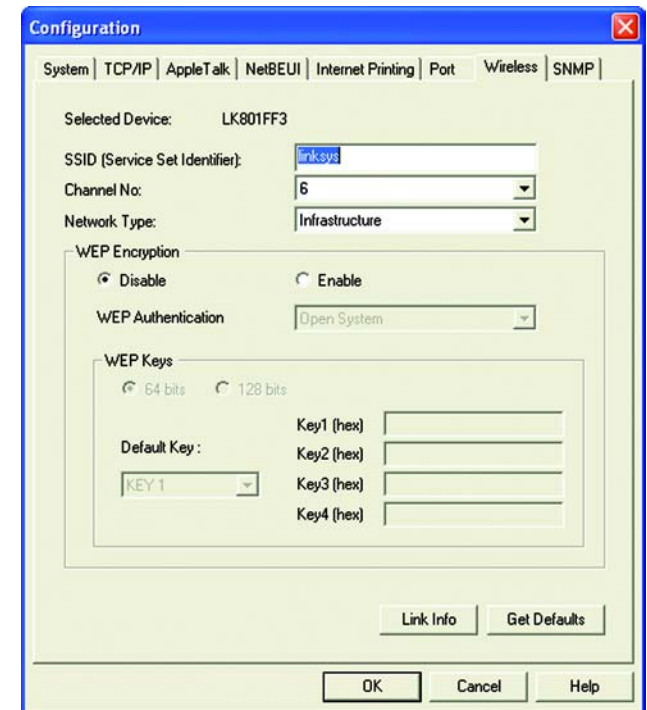 Configuration
System TCP/IP AppleTalk NetBEUI Internet Printing Port Wireless SNMP
Selected Device: LK801FF3
SSID (Service Set Identifier): linksys
Channel No: 6
Network Type: Infrastructure
WEP Encryption
Disable Enable
WEP Authentication Open System
WEP Keys
64 bits 128 bits
Key1 (hex)
Default Key :
Key2 (hex)
KEY 1
Key3 (hex)
Key4 (hex)
Link Info Get Defaults
OK Cancel Help